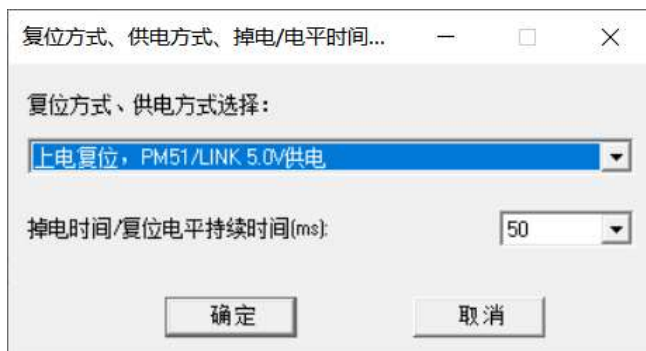 复位方式、供电方式、掉电/电平时间...
复位方式、供电方式选择：
上电复位，PM51/LINK 5.0V供电
掉电时间/复位电平持续时间(ms): 50
确定 取消